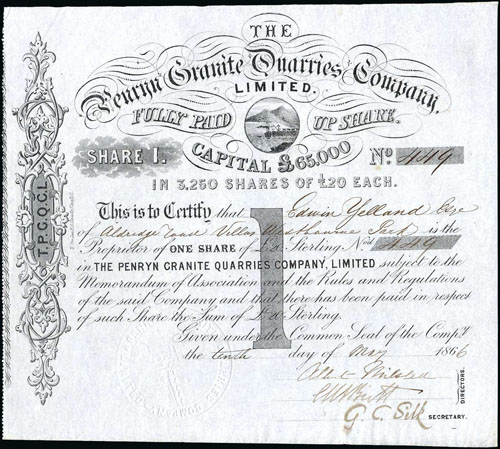 THE
Penryn Granite Quarries Company,
LIMITED.
FULLY PAID UP SHARE.
SHARE 1. CAPITAL £65,000 No. 449
IN 3,250 SHARES OF £20 EACH.
T.P.G.Q.C.L.
This is to Certify that Edwin Yelland Esqre
of Aldridge Road Villas Westbourne Park is the
Proprietor of ONE SHARE of £20 Sterling No. 449
in THE PENRYN GRANITE QUARRIES COMPANY, LIMITED subject to the
Memorandum of Association and the Rules and Regulations
of the said Company and that there has been paid in respect
of such Share the Sum of £20 Sterling.
Given under the Common Seal of the Compy.
the tenth day of May 1866
DIRECTORS.
G. C. Silk SECRETARY.